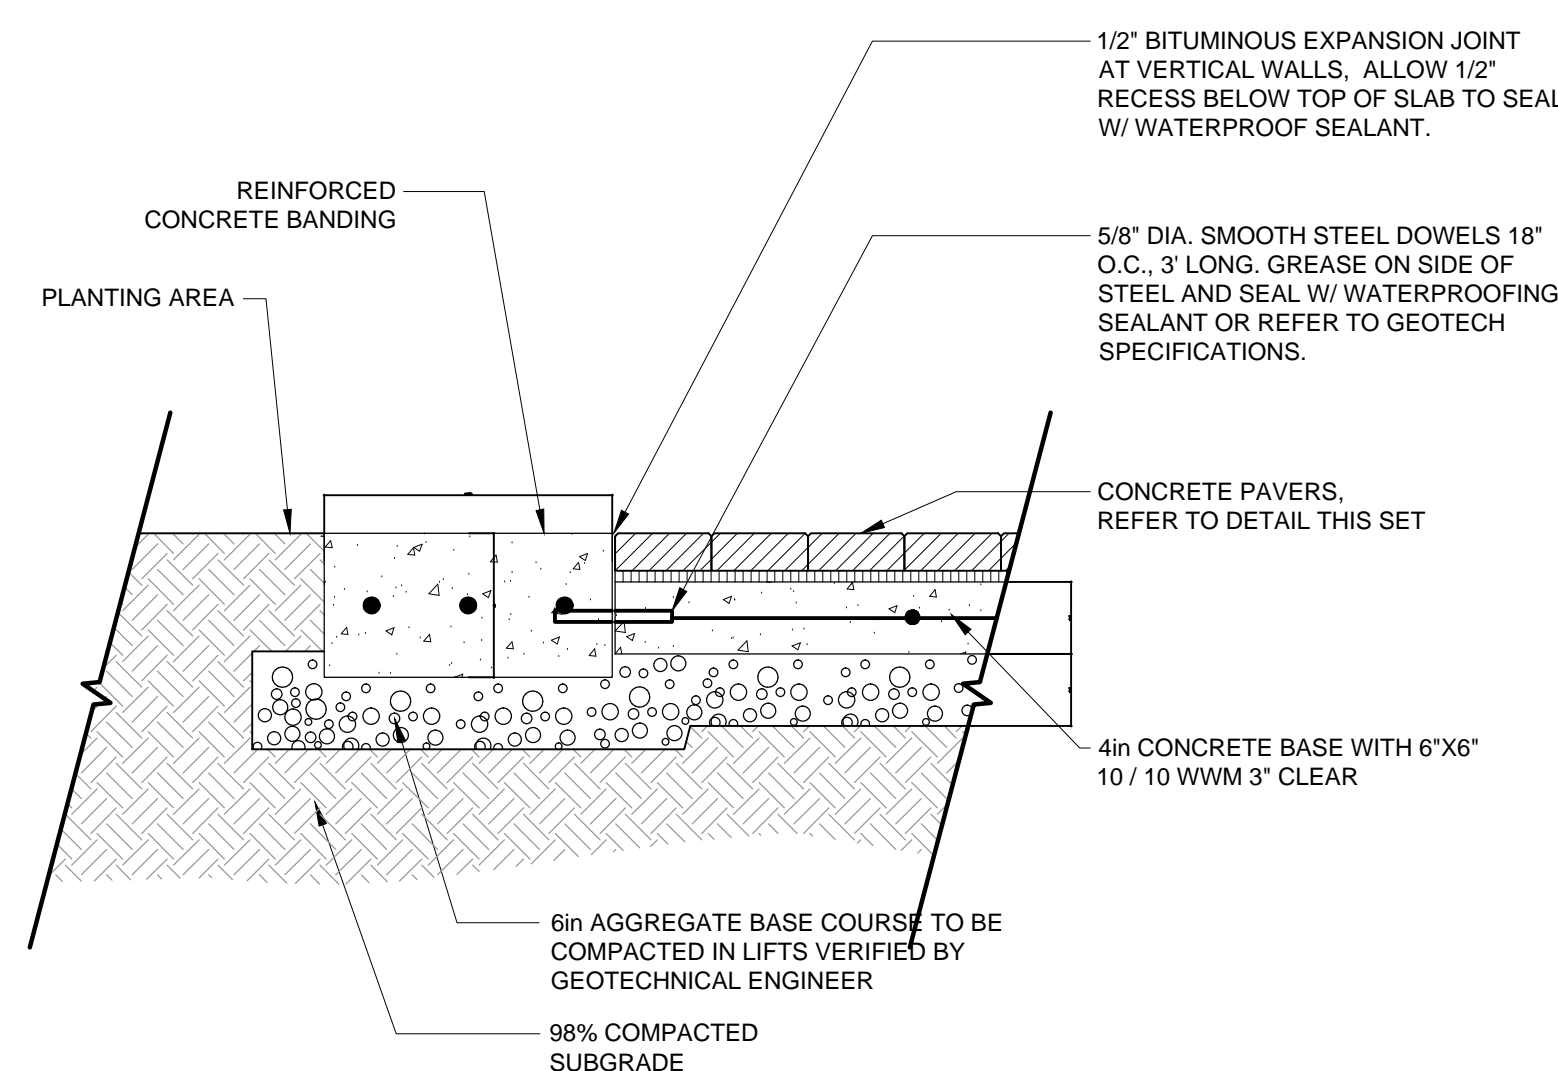 1/2" BITUMINOUS EXPANSION JOINT
AT VERTICAL WALLS, ALLOW 1/2"
RECESS BELOW TOP OF SLAB TO SEAL
W/ WATERPROOF SEALANT.
REINFORCED
CONCRETE BANDING
5/8" DIA. SMOOTH STEEL DOWELS 18"
O.C., 3' LONG. GREASE ON SIDE OF
STEEL AND SEAL W/ WATERPROOFING
SEALANT OR REFER TO GEOTECH
SPECIFICATIONS.
PLANTING AREA
CONCRETE PAVERS,
REFER TO DETAIL THIS SET
4in CONCRETE BASE WITH 6"X6"
10 / 10 WWM 3" CLEAR
6in AGGREGATE BASE COURSE TO BE
COMPACTED IN LIFTS VERIFIED BY
GEOTECHNICAL ENGINEER
98% COMPACTED
SUBGRADE